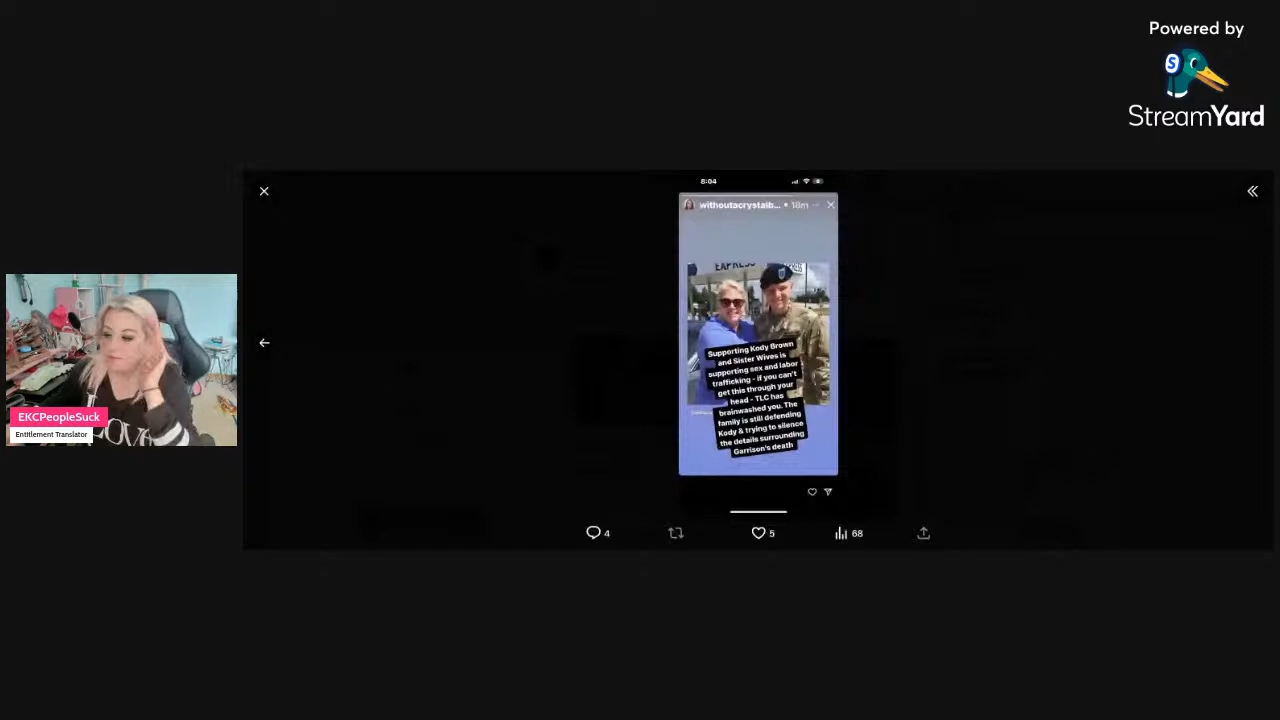 Powered by
StreamYard
8:04
withoutacrystalb... • 18m ...
EXPRESS
Supporting Kody Brown
and Sister Wives is
supporting sex and labor
trafficking - if you can't
get this through your
head - TLC has
brainwashed you. The
family is still defending
Kody & trying to silence
the details surrounding
Garrison's death
EKCPeopleSuck
Entitlement Translator
4
5
68